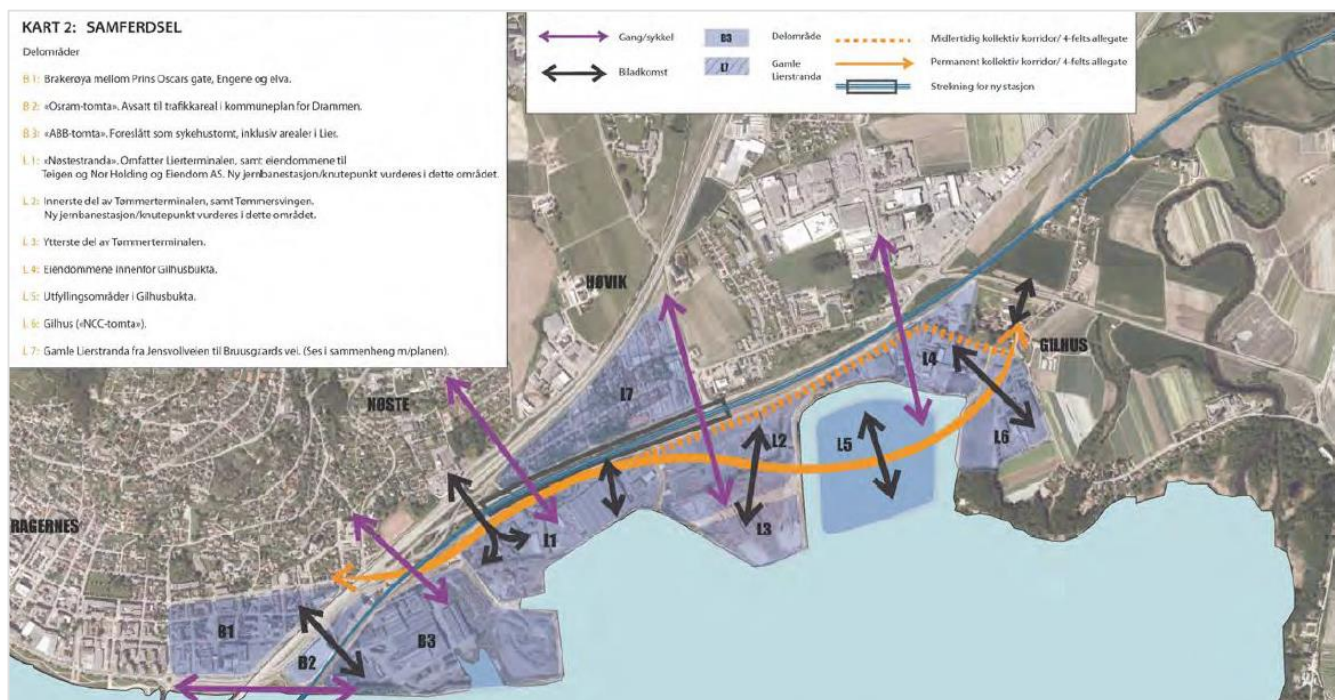 KART 2: SAMFERDSEL
Delområder
B 1: Brakerøya mellom Prins Oscars gate, Engene og elva.
B 2: «Osram-tomta». Avsatt til trafikkareal i kommuneplan for Drammen.
B 3: «ABB-tomta». Foreslått som sykehustomt, inklusiv arealer i Lier.
L 1: «Nøstestranda». Omfatter Lierterminalen, samt eiendommene til
Teigen og Nor Holding og Eiendom AS. Ny jernbanestasjon/knutepunkt vurderes i dette området.
L 2: Innerste del av Tømmerterminalen, samt Tømmersvingen.
Ny jernbanestasjon/knutepunkt vurderes i dette området.
L 3: Ytterste del av Tømmerterminalen.
L 4: Eiendommene innenfor Gilhusbukta.
L 5: Utfyllingsområder i Gilhusbukta.
L 6: Gilhus («NCC-tomta»).
L 7: Gamle Lierstranda fra Jensvollveien til Bruusgaards vei. (Ses i sammenheng m/planen).
Gang/sykkel
Biladkomst
B3
Delområde
L7
Gamle
Lierstranda
Midlertidig kollektiv korridor/ 4-felts allegate
Permanent kollektiv korridor/ 4-felts allegate
Strekning for ny stasjon
HØVIK
GILHUS
L4
L7
NØSTE
L2
L5
L6
RAGERNES
L1
L3
B1
B3
B2